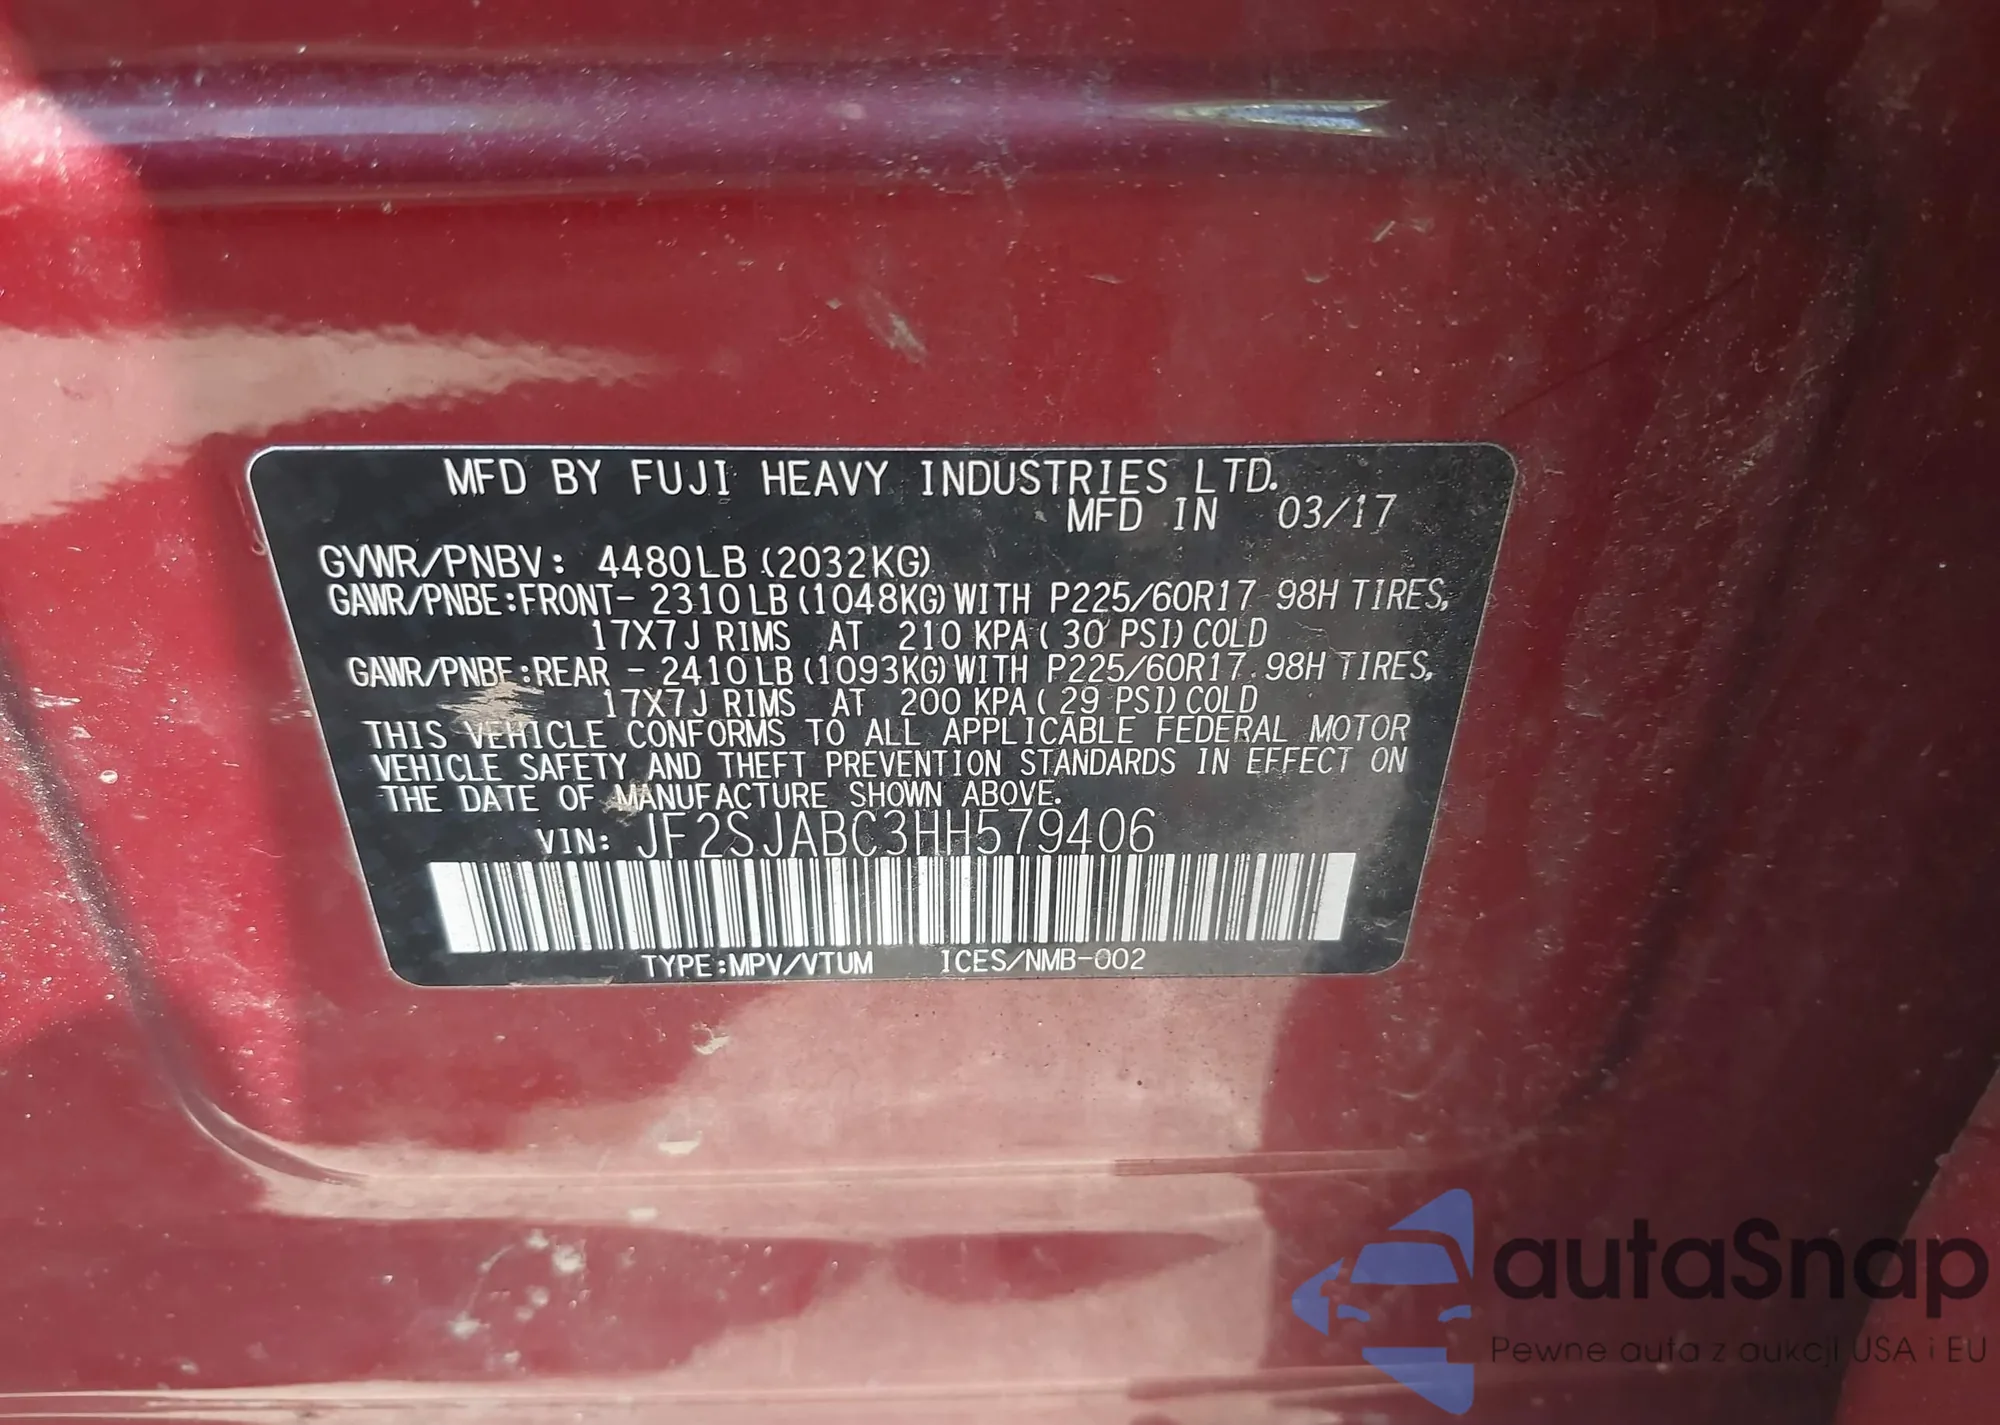 MFD BY FUJI HEAVY INDUSTRIES LTD.
MFD IN 03/17
GVWR/PNBV: 4480LB (2032KG)
GAWR/PNBE:FRONT- 2310LB(1048KG)WITH P225/60R17 98H TIRES,
17X7J RIMS AT 210 KPA( 30 PSI)COLD
GAWR/PNBE:REAR - 2410LB(1093KG)WITH P225/60R17 98H TIRES,
17X7J RIMS AT 200 KPA( 29 PSI)COLD
THIS VEHICLE CONFORMS TO ALL APPLICABLE FEDERAL MOTOR
VEHICLE SAFETY AND THEFT PREVENTION STANDARDS IN EFFECT ON
THE DATE OF MANUFACTURE SHOWN ABOVE.
VIN: JF2SJABC3HH579406
TYPE:MPV/VTUM ICES/NMB-002
autaSnap
Pewne auta z aukcji USA i EU